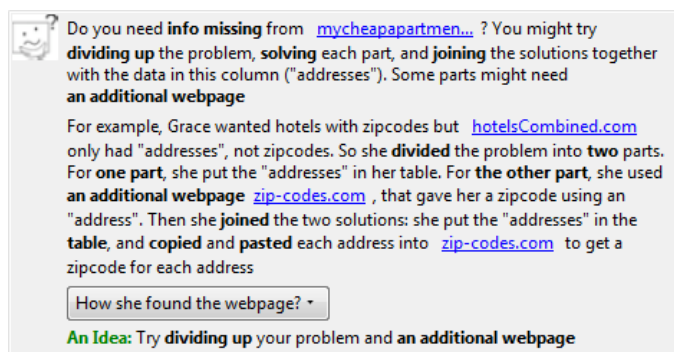 ?
Do you need info missing from mycheapapartmen... ? You might try
dividing up the problem, solving each part, and joining the solutions together
with the data in this column ("addresses"). Some parts might need
an additional webpage
For example, Grace wanted hotels with zipcodes but hotelsCombined.com
only had "addresses", not zipcodes. So she divided the problem into two parts.
For one part, she put the "addresses" in her table. For the other part, she used
an additional webpage zip-codes.com , that gave her a zipcode using an
"address". Then she joined the two solutions: she put the "addresses" in the
table, and copied and pasted each address into zip-codes.com to get a
zipcode for each address
How she found the webpage?
An Idea: Try dividing up your problem and an additional webpage